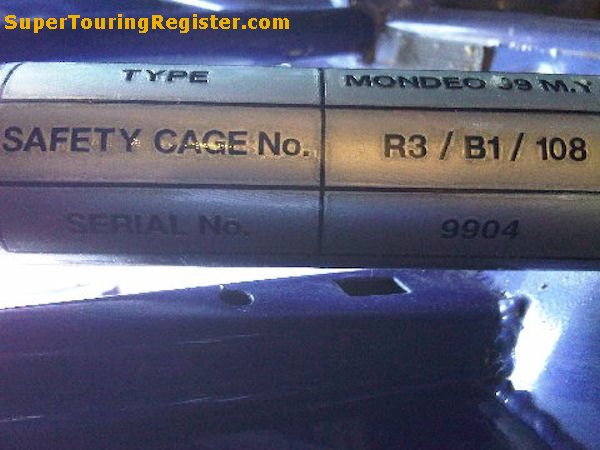 SuperTouringRegister.com
TYPE MONDEO 99 M.Y
SAFETY CAGE No. R3 / B1 / 108
SERIAL No. 9904